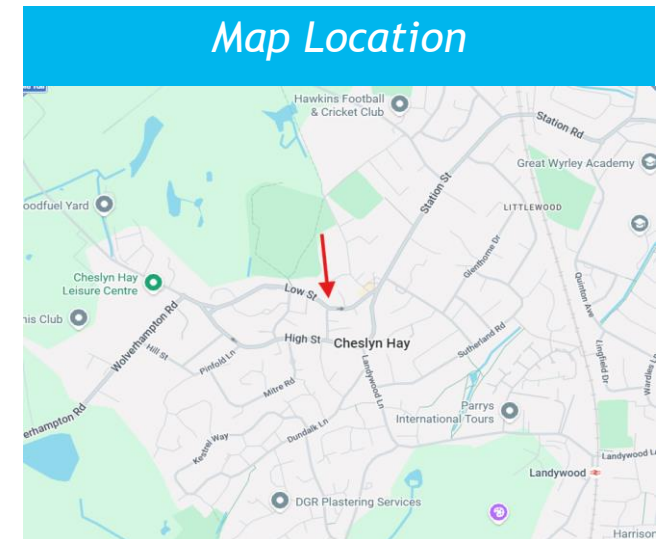 Map Location
Hawkins Football
& Cricket Club
Station Rd
Great Wyrley Academy
Station St
LITTLEWOOD
oodfuel Yard
Glenthorne Dr
Cheslyn Hay
Leisure Centre
Low St
Quinton Ave
nis Club
Wolverhampton Rd
High St
Cheslyn Hay
Sutherland Rd
Hill St
Pinfold Ln
Landywood Ln
Lingfield Dr
Mitre Rd
Wardles L
erhampton Rd
Parrys
International Tours
Dundalk Ln
Kestrel Way
Landywood L
Landywood
DGR Plastering Services
Harrison